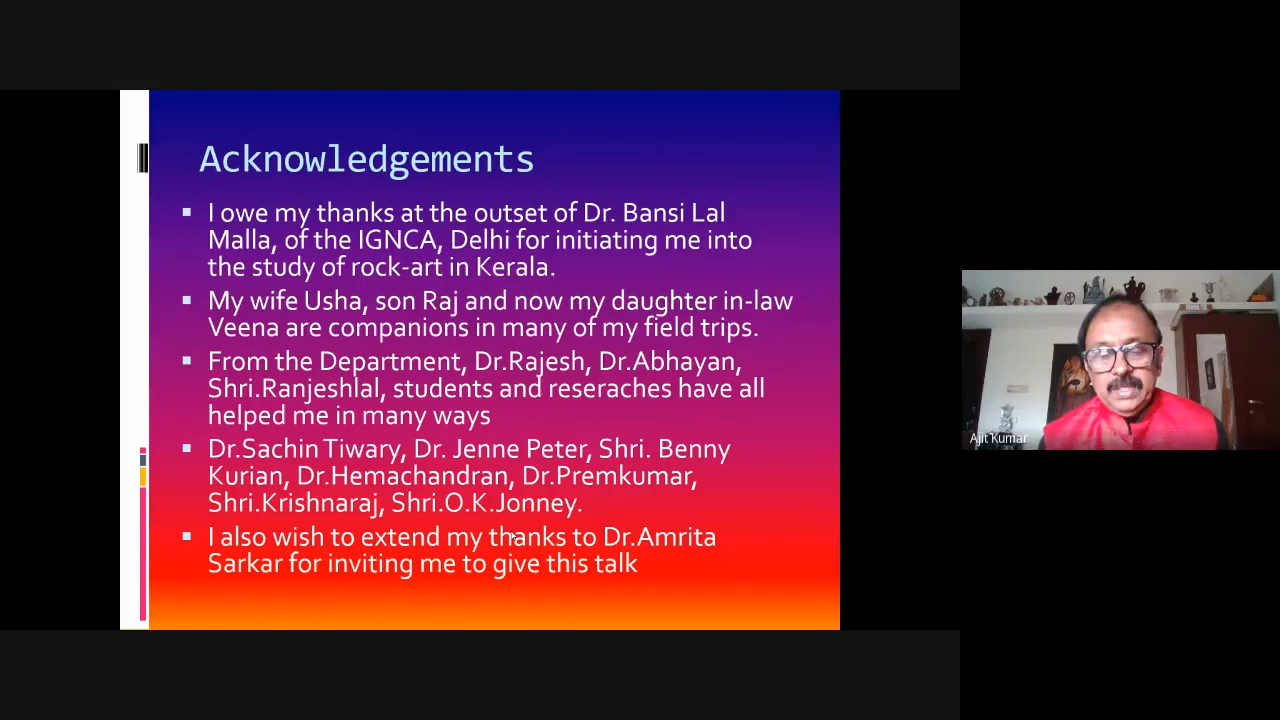 Acknowledgements
I owe my thanks at the outset of Dr. Bansi Lal
Malla, of the IGNCA, Delhi for initiating me into
the study of rock-art in Kerala.
My wife Usha, son Raj and now my daughter in-law
Veena are companions in many of my field trips.
From the Department, Dr.Rajesh, Dr.Abhayan,
Shri.Ranjeshlal, students and reseraches have all
helped me in many ways
Dr.Sachin Tiwary, Dr. Jenne Peter, Shri. Benny
Kurian, Dr.Hemachandran, Dr.Premkumar,
Shri.Krishnaraj, Shri.O.K.Jonney.
I also wish to extend my thanks to Dr.Amrita
Sarkar for inviting me to give this talk
Ajit Kumar